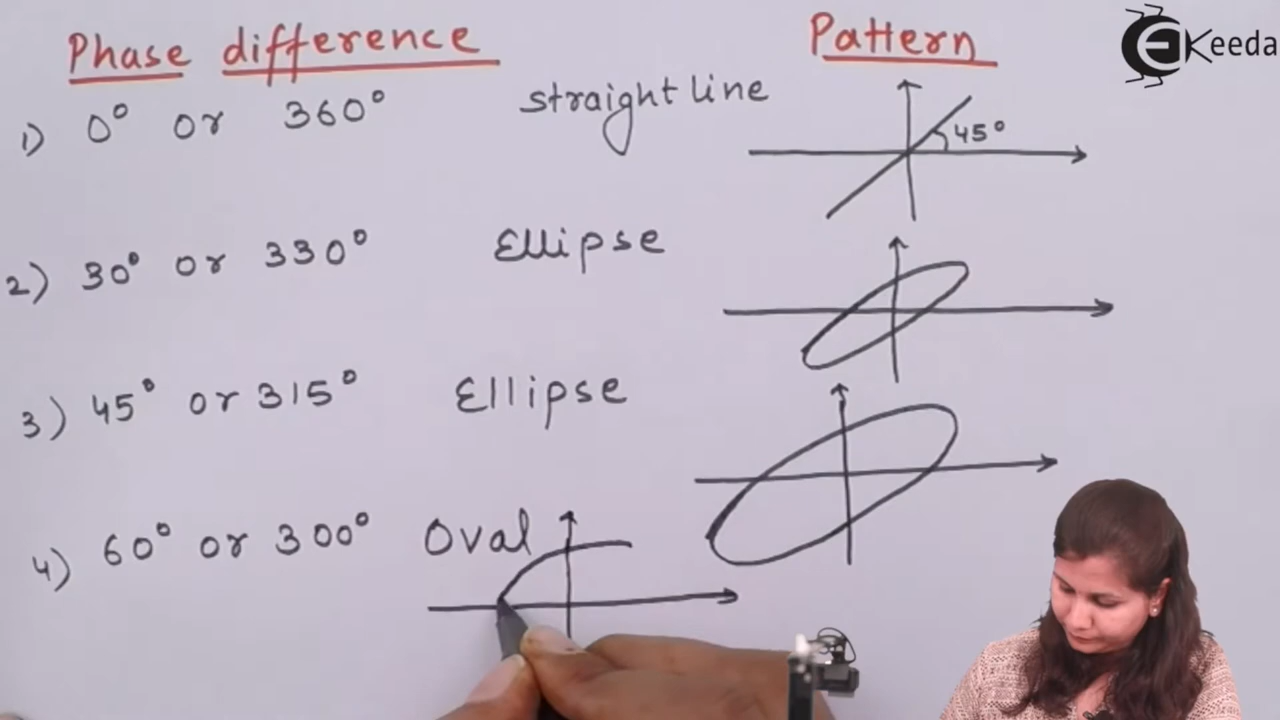 Phase difference Pattern
1) 0° or 360° straight line 45°
2) 30° or 330° Ellipse
3) 45° or 315° Ellipse
4) 60° or 300° Oval
EKeeda